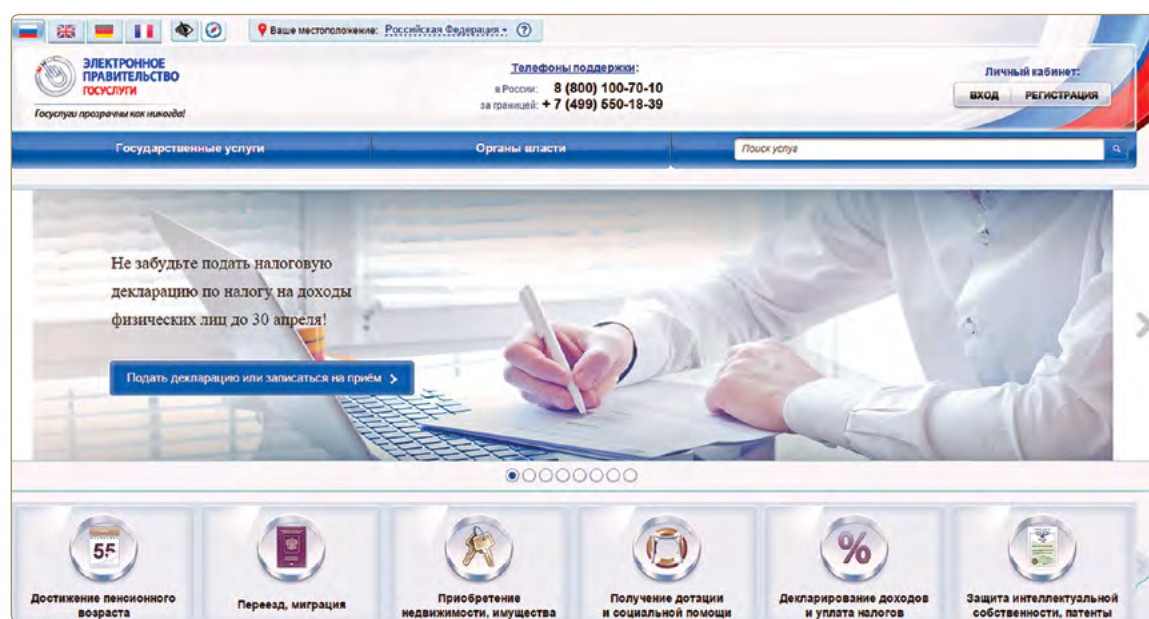 Ваше местоположение: Российская Федерация
ЭЛЕКТРОННОЕ
ПРАВИТЕЛЬСТВО
ГОСУСЛУГИ
Госуслуги прозрачны как никогда!
Телефоны поддержки:
в России: 8 (800) 100-70-10
за границей: + 7 (499) 550-18-39
Личный кабинет:
ВХОД РЕГИСТРАЦИЯ
Государственные услуги
Органы власти
Поиск услуг
Не забудьте подать налоговую
декларацию по налогу на доходы
физических лиц до 30 апреля!
Подать декларацию или записаться на приём
55
Достижение пенсионного
возраста
Переезд, миграция
Приобретение
недвижимости, имущества
Получение дотации
и социальной помощи
%
Декларирование доходов
и уплата налогов
Защита интеллектуальной
собственности, патенты